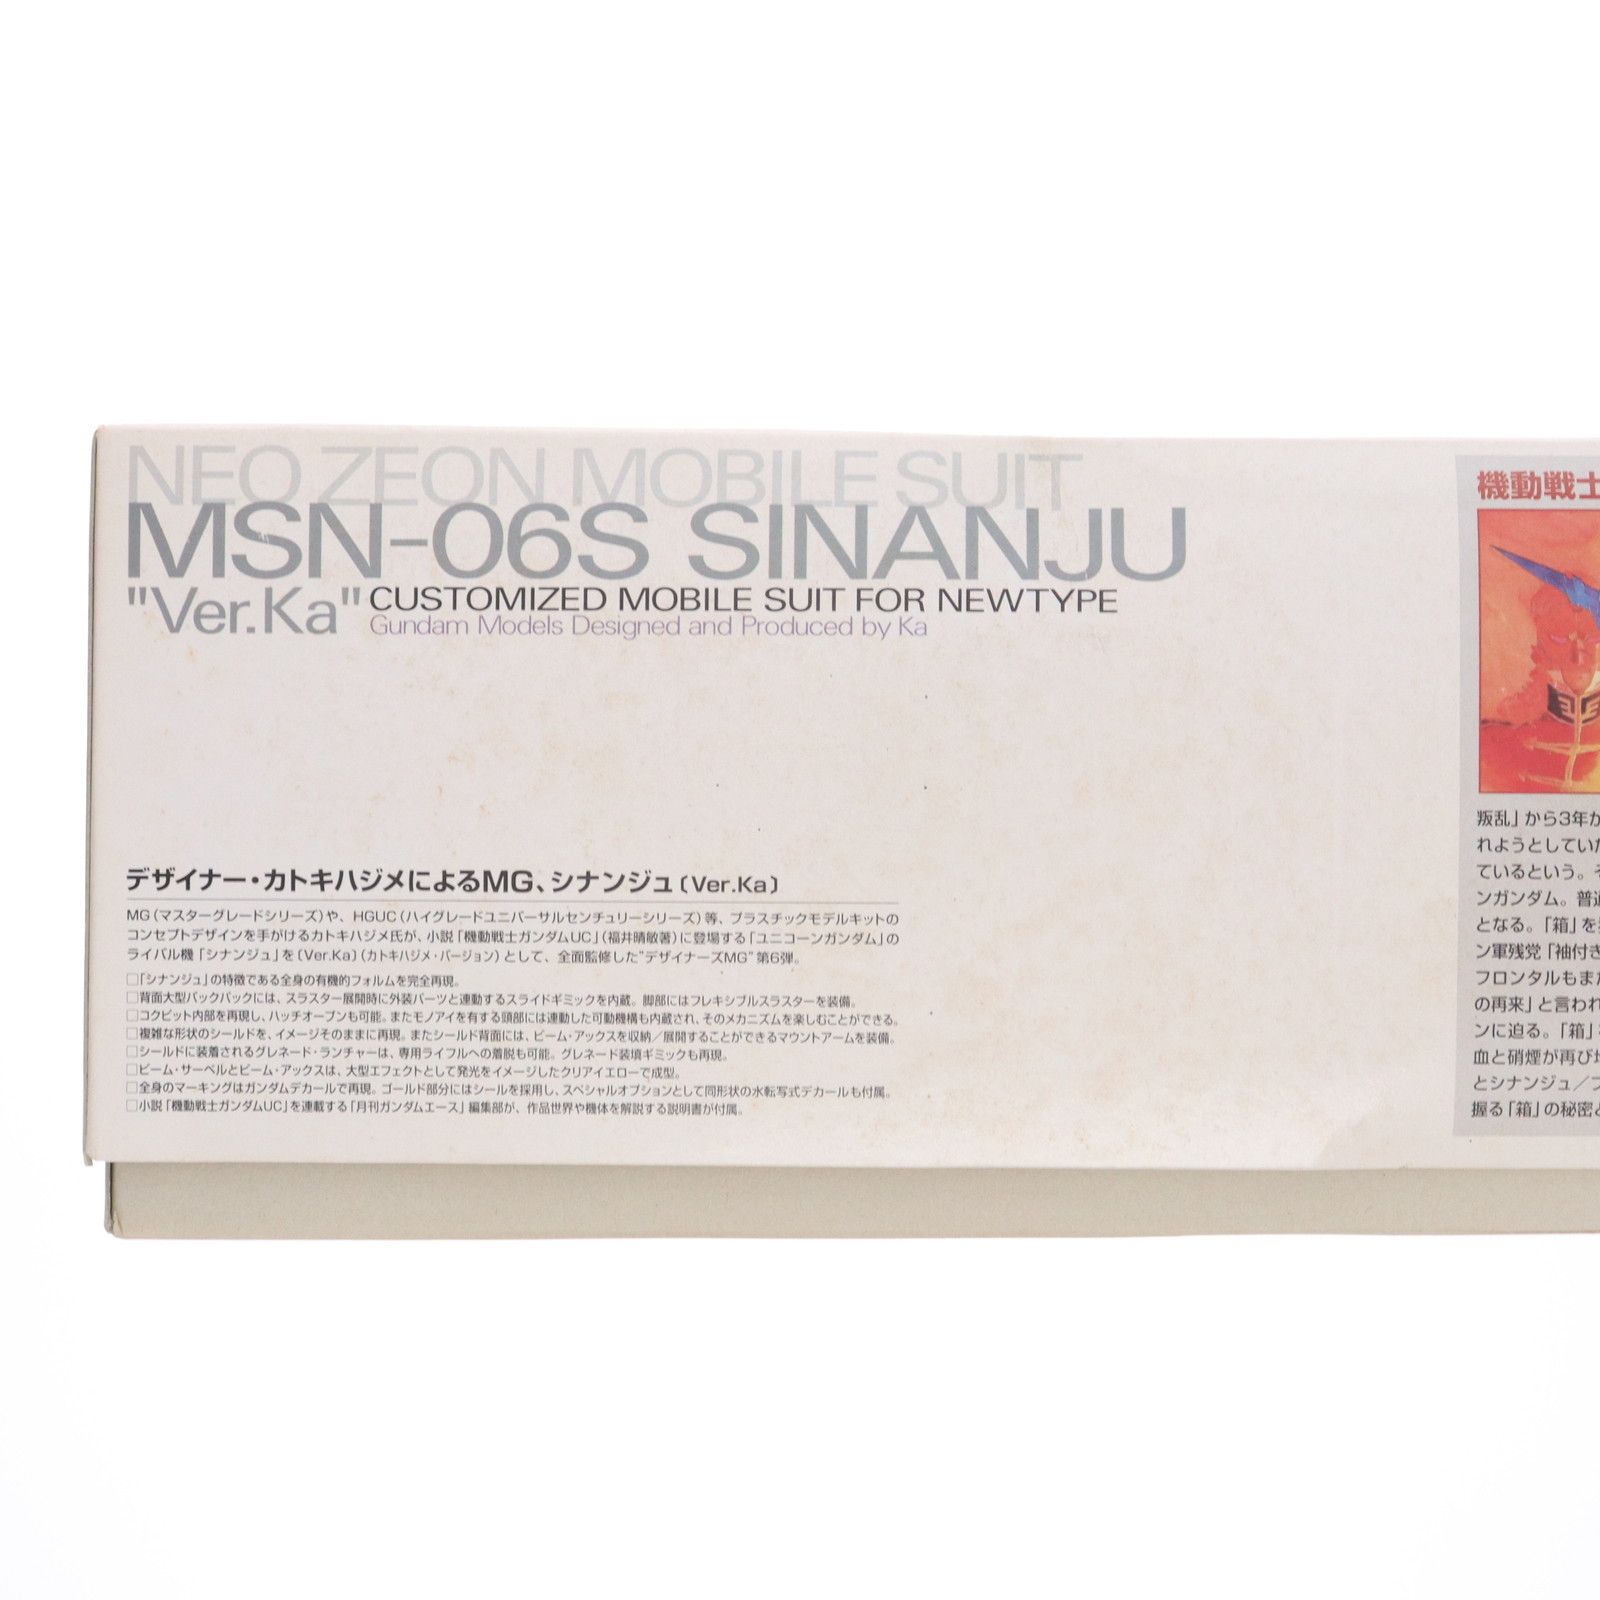 NEO ZEON MOBILE SUIT
MSN-06S SINANJU
"Ver.Ka" CUSTOMIZED MOBILE SUIT FOR NEWTYPE
Gundam Models Designed and Produced by Ka
デザイナー・カトキハジメによるMG、シナンジュ〔Ver.Ka〕
MG(マスターグレードシリーズ)や、HGUC(ハイグレードユニバーサルセンチュリーシリーズ)等、プラスチックモデルキットの
コンセプトデザインを手がけるカトキハジメ氏が、小説「機動戦士ガンダムUC」(福井晴敏著)に登場する「ユニコーンガンダム」の
ライバル機「シナンジュ」を〔Ver.Ka〕(カトキハジメ・バージョン)として、全面監修した"デザイナーズMG"第6弾。
□「シナンジュ」の特徴である全身の有機的フォルムを完全再現。
□背面大型バックパックには、スラスター展開時に外装パーツと連動するスライドギミックを内蔵。脚部にはフレキシブルスラスターを装備。
□コクピット内部を再現し、ハッチオープンも可能。またモノアイを有する頭部には連動した可動機構も内蔵され、そのメカニズムを楽しむことができる。
□複雑な形状のシールドを、イメージそのままに再現。またシールド背面には、ビーム・アックスを収納/展開することができるマウントアームを装備。
□シールドに装着されるグレネード・ランチャーは、専用ライフルへの着脱も可能。グレネード装填ギミックも再現。
□ビーム・サーベルとビーム・アックスは、大型エフェクトとして発光をイメージしたクリアイエローで成型。
□全身のマーキングはガンダムデカールで再現。ゴールド部分にはシールを採用し、スペシャルオプションとして同形状の水転写式デカールも付属。
□小説「機動戦士ガンダムUC」を連載する「月刊ガンダムエース」編集部が、作品世界や機体を解説する説明書が付属。
機動戦士
叛乱」から3年か
れようとしていた
ているという。そ
ンガンダム。普通
となる。「箱」を
ン軍残党「袖付き
フロンタルもまた
の再来」と言われ
ンに迫る。「箱」
血と硝煙が再び
とシナンジュ/フ
握る「箱」の秘密と